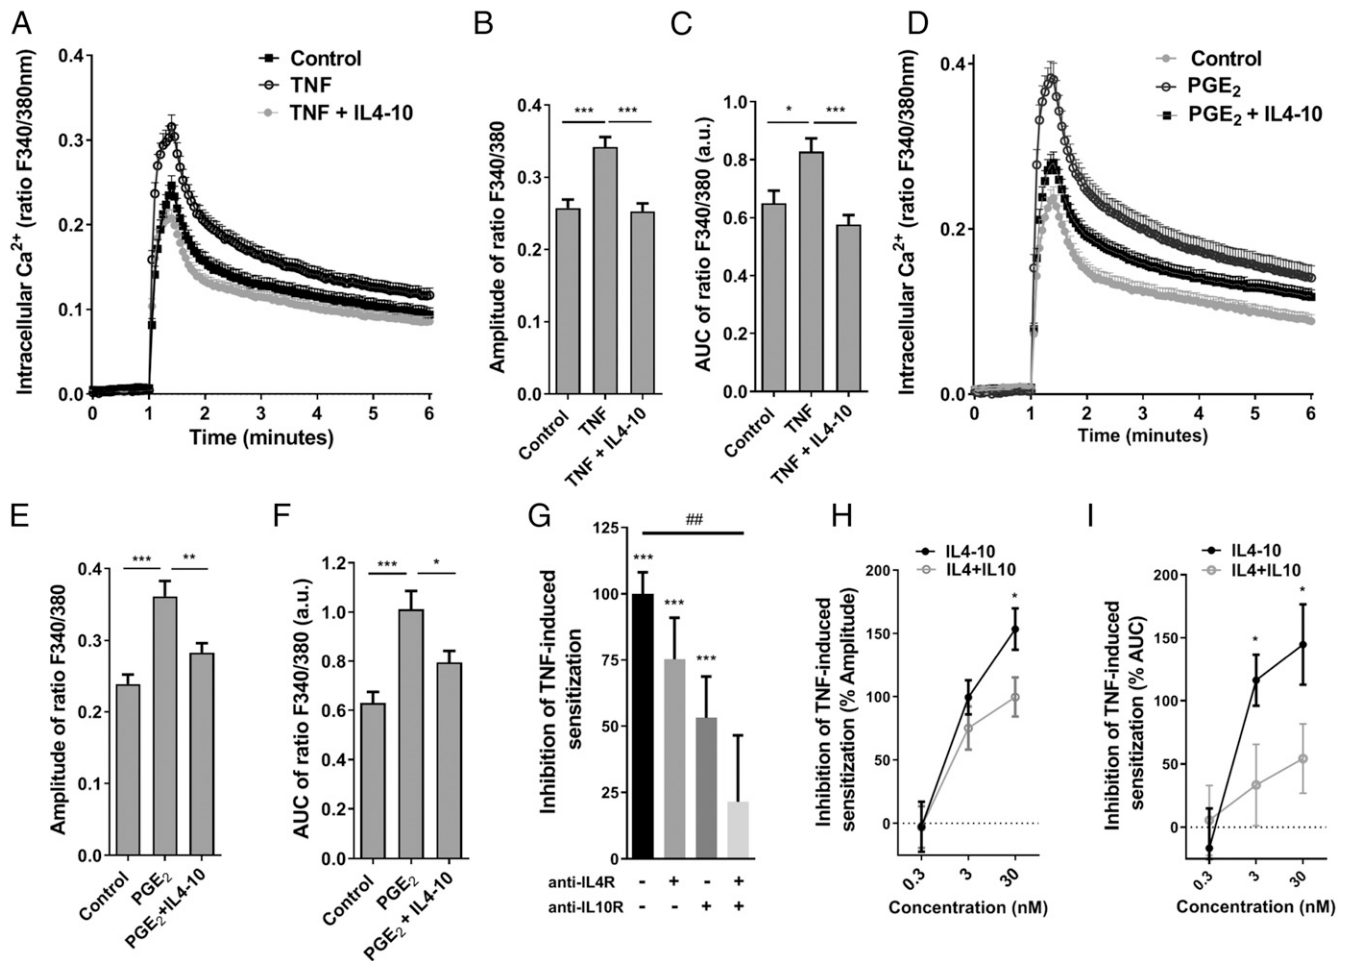 A
Intracellular Ca2+ (ratio F340/380nm)
0.4
0.3
0.2
0.1
0.0
Control
TNF
TNF + IL4-10
0 1 2 3 4 5 6
Time (minutes)
B
Amplitude of ratio F340/380
0.4
0.3
0.2
0.1
0.0
*** ***
Control
TNF
TNF + IL4-10
C
AUC of ratio F340/380 (a.u.)
1.0
0.8
0.6
0.4
0.2
0.0
* ***
Control
TNF
TNF + IL4-10
D
Intracellular Ca2+ (ratio F340/380nm)
0.4
0.2
0.0
Control
PGE2
PGE2 + IL4-10
0 1 2 3 4 5 6
Time (minutes)
E
Amplitude of ratio F340/380
0.4
0.3
0.2
0.1
0.0
*** **
Control
PGE2
PGE2+IL4-10
F
AUC of ratio F340/380 (a.u.)
1.2
1.0
0.8
0.6
0.4
0.2
0.0
*** *
Control
PGE2
PGE2 + IL4-10
G
Inhibition of TNF-induced
sensitization
125
100
75
50
25
0
##
***
***
***
anti-IL4R - + - +
anti-IL10R - - + +
H
IL4-10
IL4+IL10
Inhibition of TNF-induced
sensitization (% Amplitude)
200
150
100
50
0
*
0.3 3 30
Concentration (nM)
I
IL4-10
IL4+IL10
Inhibition of TNF-induced
sensitization (% AUC)
200
150
100
50
0
* *
0.3 3 30
Concentration (nM)